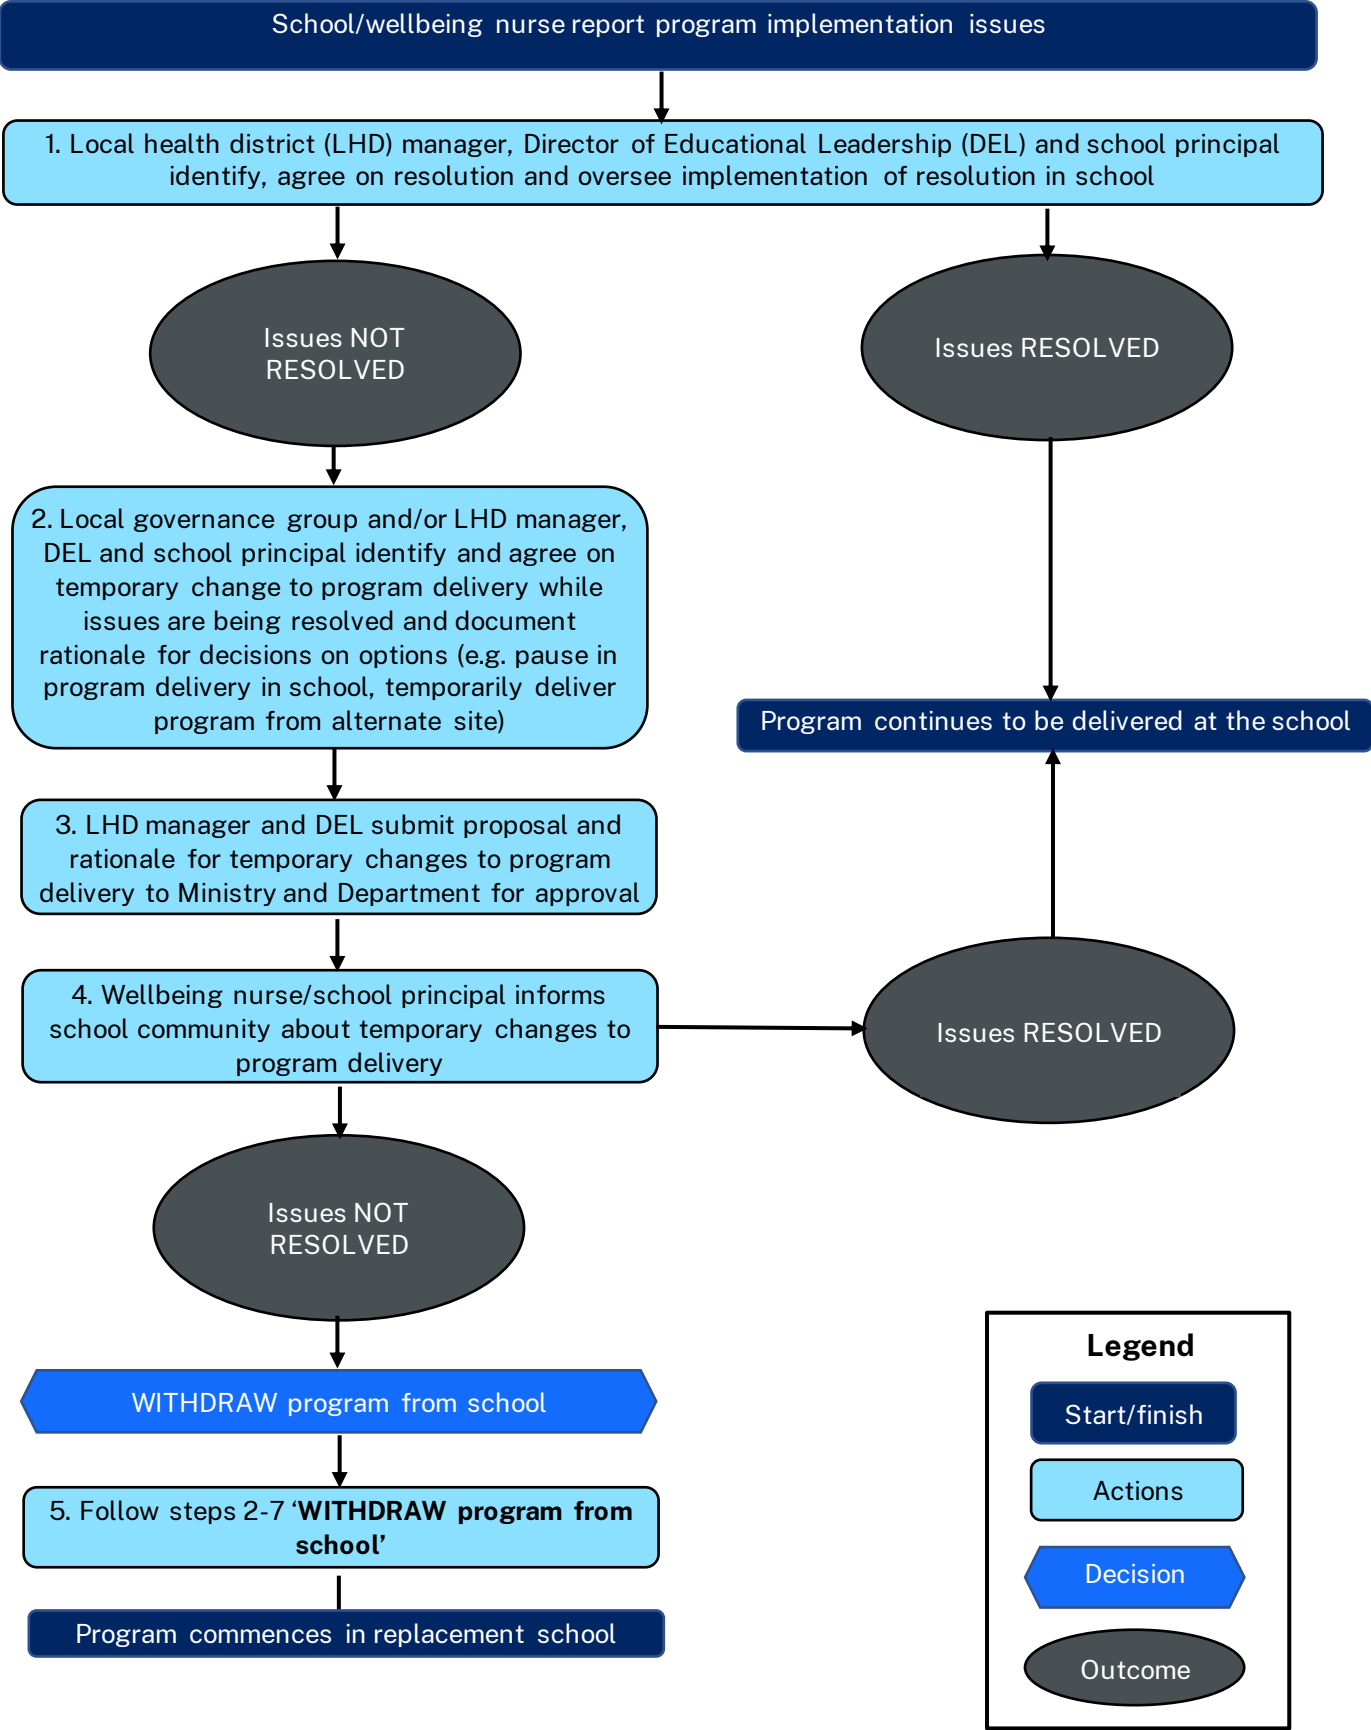 School/wellbeing nurse report program implementation issues
1. Local health district (LHD) manager, Director of Educational Leadership (DEL) and school principal
identify, agree on resolution and oversee implementation of resolution in school
Issues NOT
RESOLVED
Issues RESOLVED
2. Local governance group and/or LHD manager,
DEL and school principal identify and agree on
temporary change to program delivery while
issues are being resolved and document
rationale for decisions on options (e.g. pause in
program delivery in school, temporarily deliver
program from alternate site)
Program continues to be delivered at the school
3. LHD manager and DEL submit proposal and
rationale for temporary changes to program
delivery to Ministry and Department for approval
4. Wellbeing nurse/school principal informs
school community about temporary changes to
program delivery
Issues RESOLVED
Issues NOT
RESOLVED
WITHDRAW program from school
5. Follow steps 2-7 ‘WITHDRAW program from
school’
Program commences in replacement school
Legend
Start/finish
Actions
Decision
Outcome